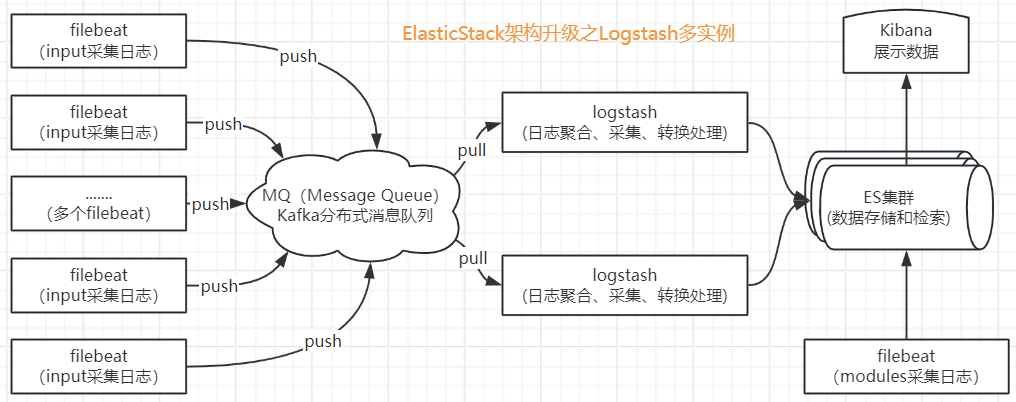 ElasticStack架构升级之Logstash多实例
filebeat
（input采集日志）
push
filebeat
（input采集日志）
push
.......
（多个filebeat）
push
filebeat
（input采集日志）
push
filebeat
（input采集日志）
push
MQ（Message Queue）
Kafka分布式消息队列
pull
pull
logstash
(日志聚合、采集、转换处理)
logstash
(日志聚合、采集、转换处理)
Kibana
展示数据
ES集群
(数据存储和检索)
filebeat
（modules采集日志）